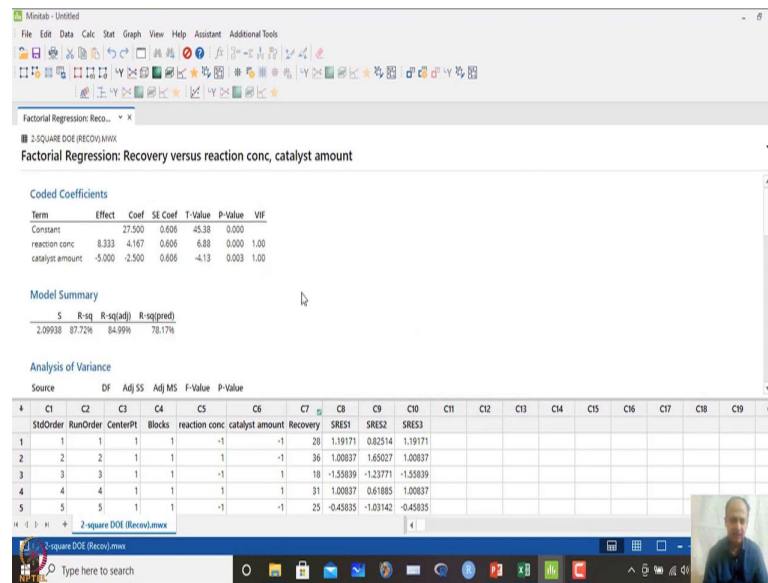 Minitab - Untitled
File Edit Data Calc Stat Graph View Help Assistant Additional Tools
Factorial Regression: Reco...
2-SQUARE DOE (RECOV).MWX
Factorial Regression: Recovery versus reaction conc, catalyst amount
Coded Coefficients
Term Effect Coef SE Coef T-Value P-Value VIF
Constant 27.500 0.606 45.38 0.000
reaction conc 8.333 4.167 0.606 6.88 0.000 1.00
catalyst amount -5.000 -2.500 0.606 -4.13 0.003 1.00
Model Summary
S R-sq R-sq(adj) R-sq(pred)
2.09938 87.72% 84.99% 78.17%
Analysis of Variance
Source DF Adj SS Adj MS F-Value P-Value
C1 C2 C3 C4 C5 C6 C7 C8 C9 C10 C11 C12 C13 C14 C15 C16 C17 C18 C19
StdOrder RunOrder CenterPt Blocks reaction conc catalyst amount Recovery SRES1 SRES2 SRES3
1 1 1 1 1 -1 -1 28 1.19171 0.82514 1.19171
2 2 2 1 1 1 -1 36 1.00837 1.65027 1.00837
3 3 3 1 1 -1 1 18 -1.55839 -1.23771 -1.55839
4 4 4 1 1 1 1 31 1.00837 0.61885 1.00837
5 5 5 1 1 -1 -1 25 -0.45835 -1.03142 -0.45835
2-square DOE (Recov).mwx
2-square DOE (Recov).mwx
Type here to search
NPTEL